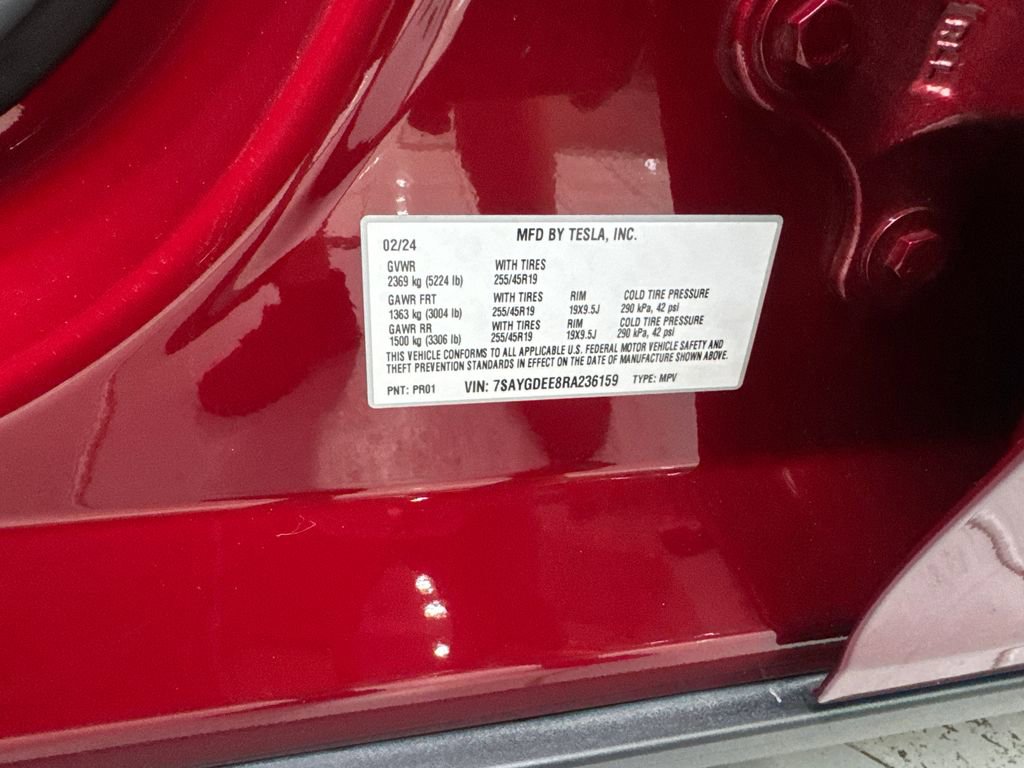 02/24 MFD BY TESLA, INC.
GVWR WITH TIRES
2369 kg (5224 lb) 255/45R19
GAWR FRT WITH TIRES RIM COLD TIRE PRESSURE
1363 kg (3004 lb) 255/45R19 19X9.5J 290 kPa, 42 psi
GAWR RR WITH TIRES RIM COLD TIRE PRESSURE
1500 kg (3306 lb) 255/45R19 19X9.5J 290 kPa, 42 psi
THIS VEHICLE CONFORMS TO ALL APPLICABLE U.S. FEDERAL MOTOR VEHICLE SAFETY AND
THEFT PREVENTION STANDARDS IN EFFECT ON THE DATE OF MANUFACTURE SHOWN ABOVE.
PNT: PR01 VIN: 7SAYGDEE8RA236159 TYPE: MPV